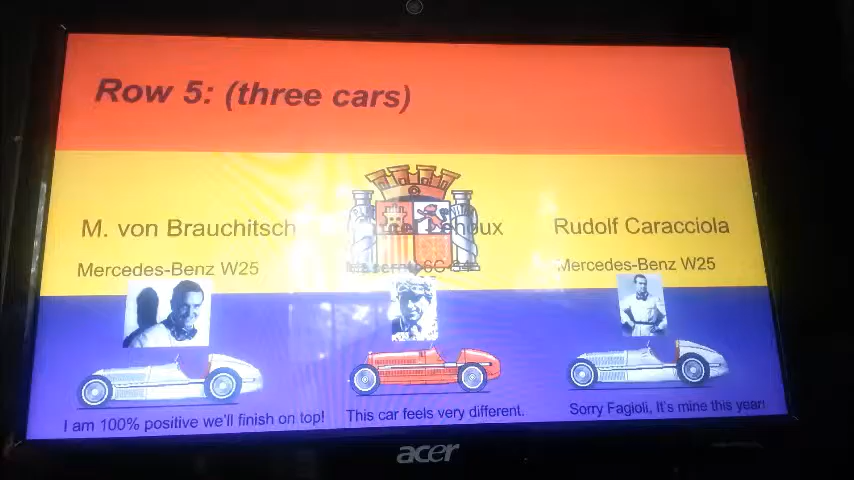 Row 5: (three cars)
M. von Brauchitsch
Rudolf Caracciola
Mercedes-Benz W25
Mercedes-Benz W25
I am 100% positive we'll finish on top!
This car feels very different.
Sorry Fagioli, It's mine this year!
acer